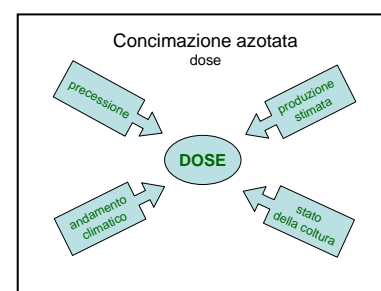 Concimazione azotata
dose
precessione
produzione
stimata
DOSE
andamento
climatico
stato
della coltura